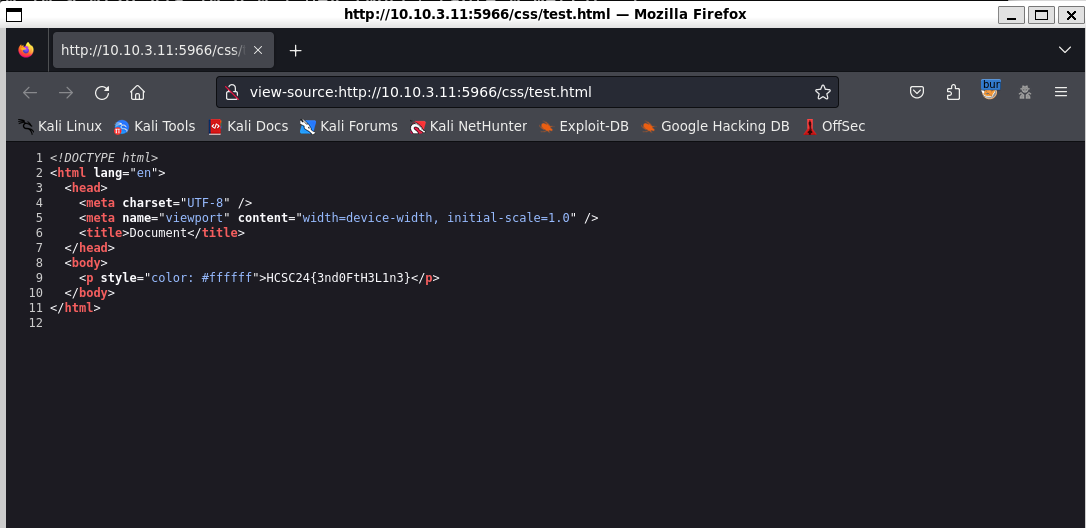 http://10.10.3.11:5966/css/test.html — Mozilla Firefox
http://10.10.3.11:5966/css/
view-source:http://10.10.3.11:5966/css/test.html
bur
Kali Linux Kali Tools Kali Docs Kali Forums Kali NetHunter Exploit-DB Google Hacking DB OffSec
1 <!DOCTYPE html>
2 <html lang="en">
3 <head>
4 <meta charset="UTF-8" />
5 <meta name="viewport" content="width=device-width, initial-scale=1.0" />
6 <title>Document</title>
7 </head>
8 <body>
9 <p style="color: #ffffff">HCSC24{3nd0FtH3L1n3}</p>
10 </body>
11 </html>
12